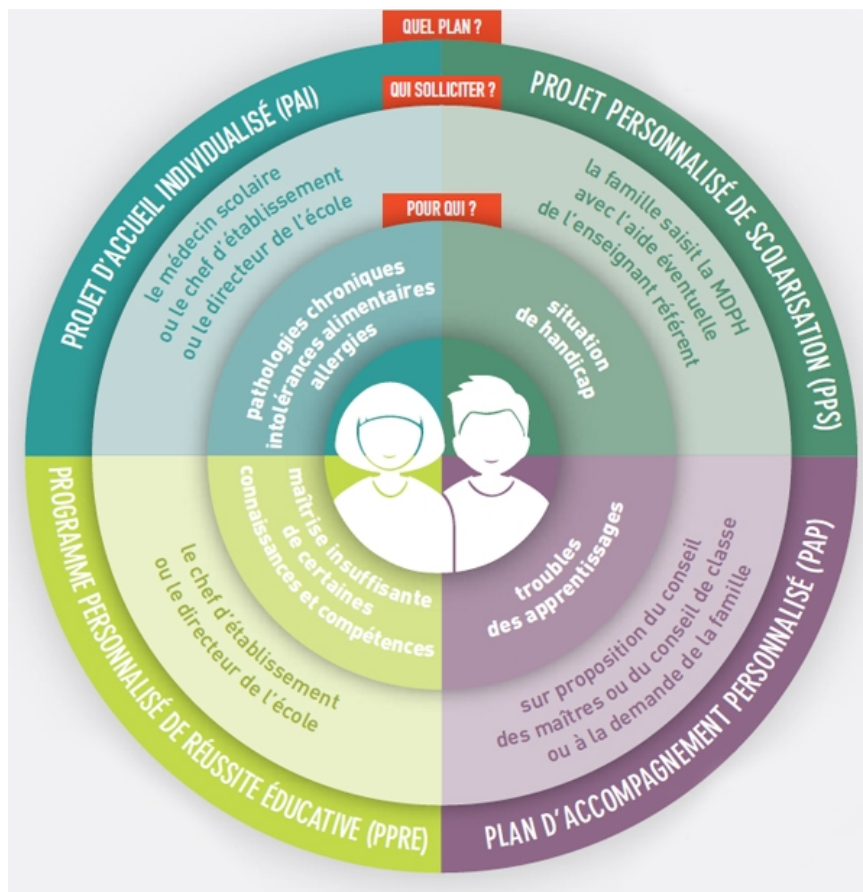 QUEL PLAN ?
QUI SOLLICITER ?
POUR QUI ?
PROJET D'ACCUEIL INDIVIDUALISÉ (PAI)
le médecin scolaire
ou le chef d'établissement
ou le directeur de l'école
pathologies chroniques
intolérances alimentaires
allergies
PROJET PERSONNALISÉ DE SCOLARISATION (PPS)
la famille saisit la MDPH
avec l'aide éventuelle
de l'enseignant référent
situation
de handicap
PROGRAMME PERSONNALISÉ DE RÉUSSITE ÉDUCATIVE (PPRE)
le chef d'établissement
ou le directeur de l'école
maîtrise insuffisante
de certaines
connaissances et compétences
PLAN D'ACCOMPAGNEMENT PERSONNALISÉ (PAP)
sur proposition du conseil
des maîtres ou du conseil de classe
ou à la demande de la famille
troubles
des apprentissages